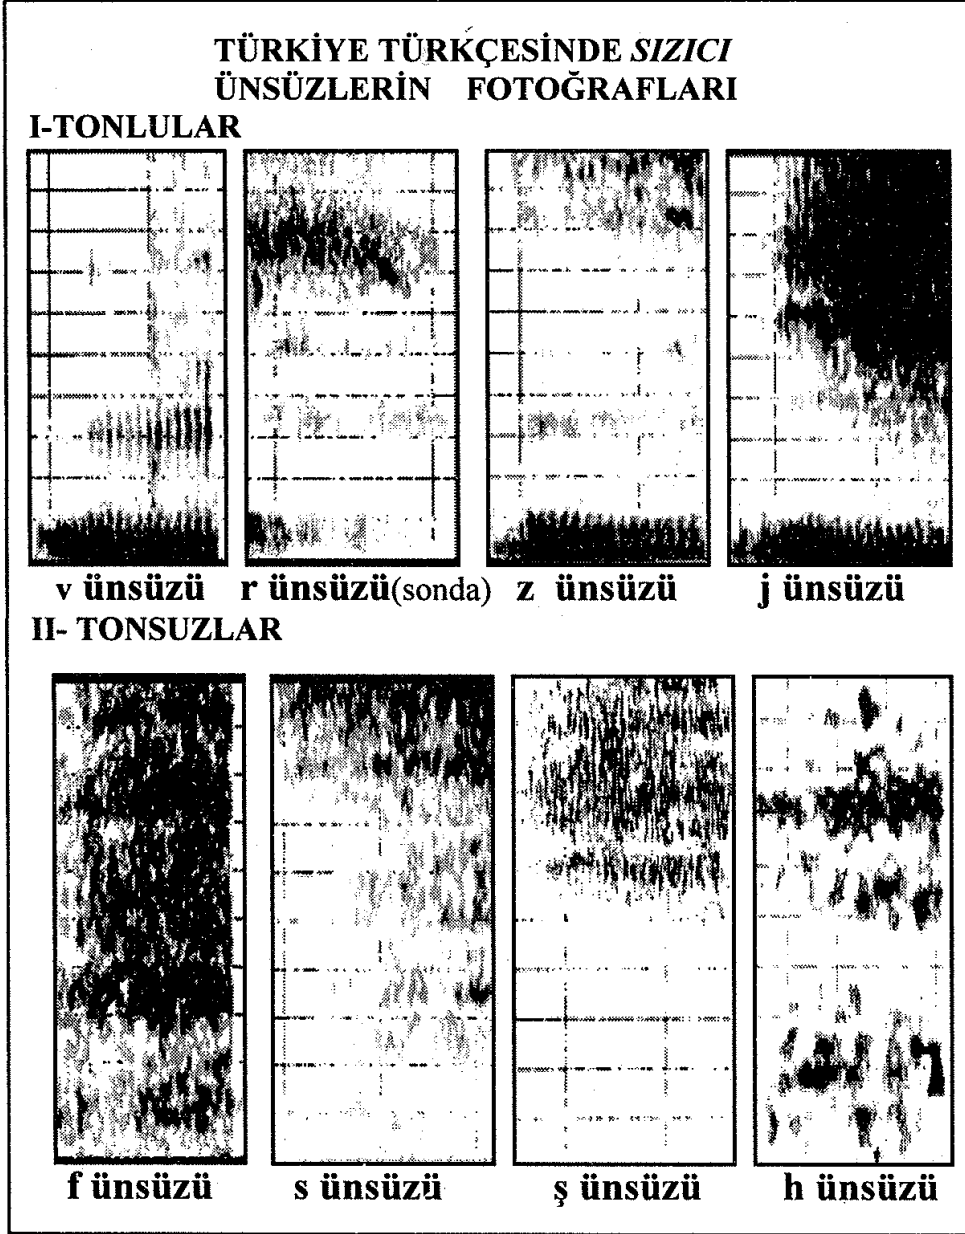 TÜRKİYE TÜRKÇESİNDE SIZICI
ÜNSÜZLERİN FOTOĞRAFLARI
I-TONLULAR
v ünsüzü r ünsüzü(sonda) z ünsüzü j ünsüzü
II- TONSUZLAR
f ünsüzü s ünsüzü ş ünsüzü h ünsüzü